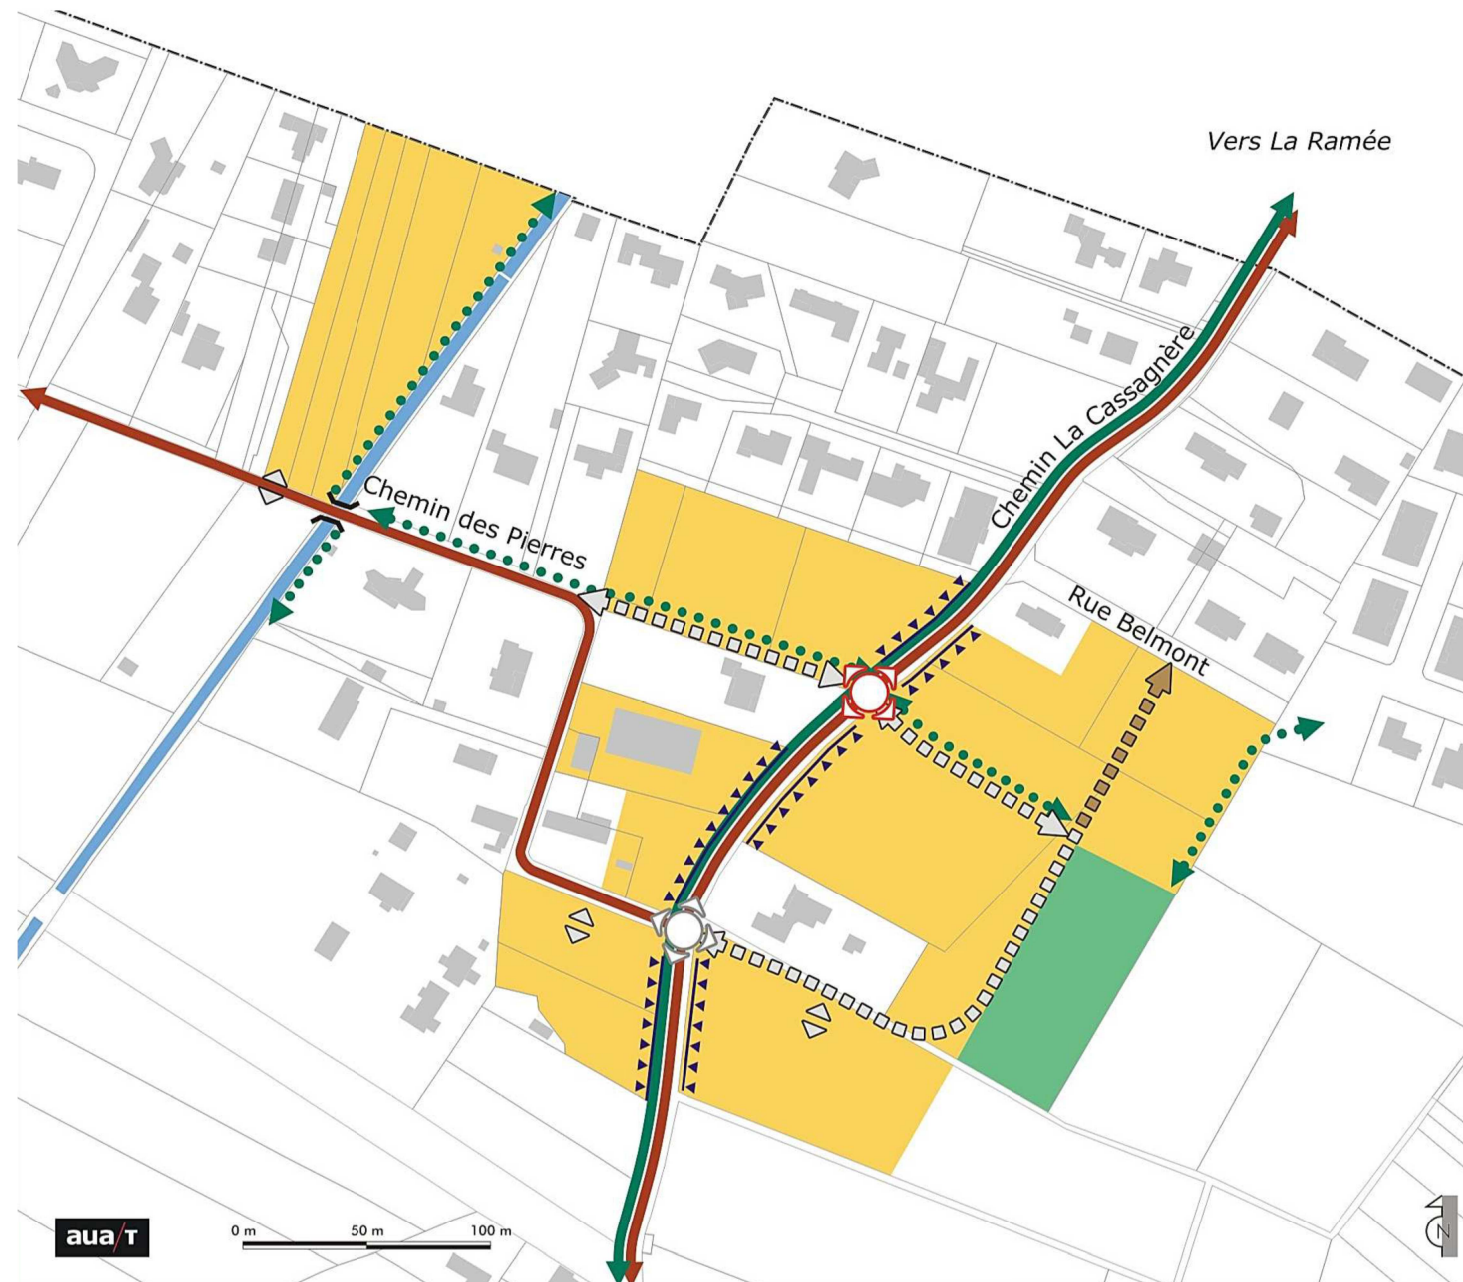 Vers La Ramée
Chemin La Cassagnère
Chemin des Pierres
Rue Belmont
aua/T
0 m 50 m 100 m
N